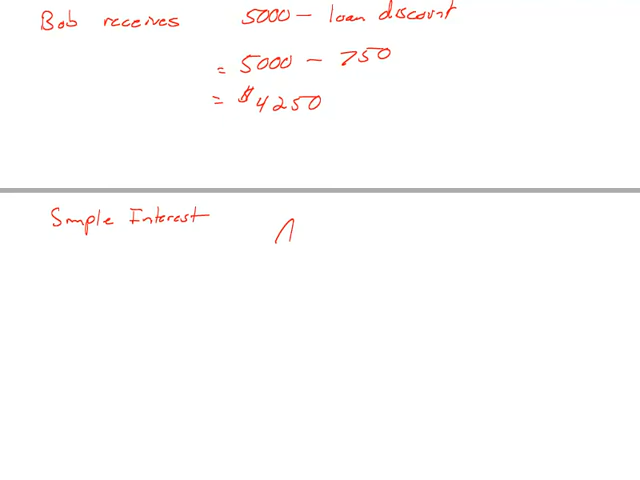 Bob receives 5000 - loan discount
= 5000 - 750
= $4250
Simple Interest